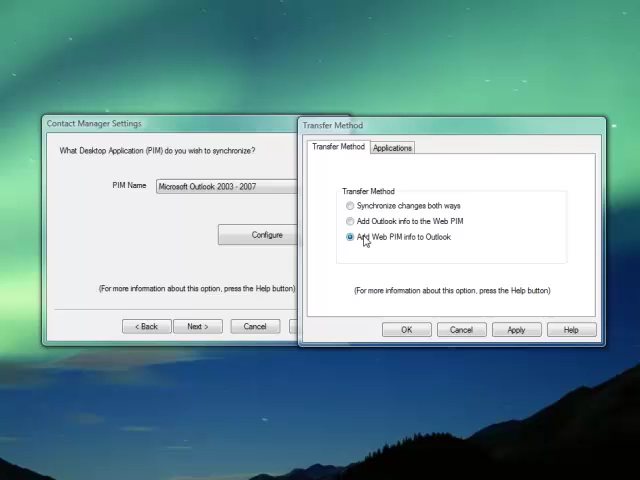 Contact Manager Settings
What Desktop Application (PIM) do you wish to synchronize?
PIM Name
Microsoft Outlook 2003 - 2007
Configure
(For more information about this option, press the Help button)
< Back
Next >
Cancel
Transfer Method
Transfer Method
Applications
Transfer Method
Synchronize changes both ways
Add Outlook info to the Web PIM
Add Web PIM info to Outlook
(For more information about this option, press the Help button)
OK
Cancel
Apply
Help